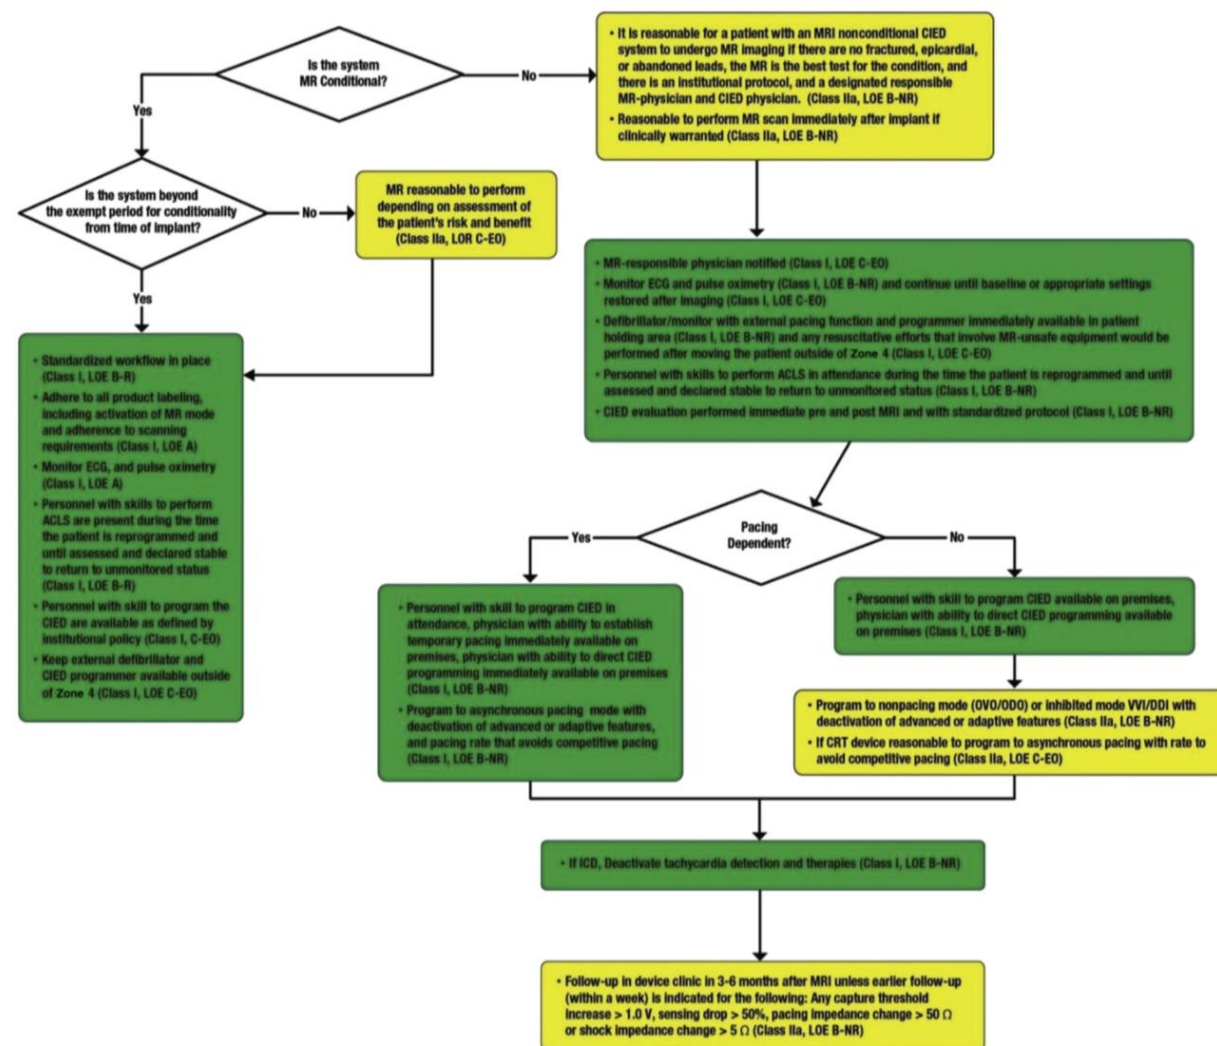 Is the system
MR Conditional?
No
Yes
• It is reasonable for a patient with an MRI nonconditional CIED
system to undergo MR imaging if there are no fractured, epicardial,
or abandoned leads, the MR is the best test for the condition, and
there is an institutional protocol, and a designated responsible
MR-physician and CIED physician. (Class IIa, LOE B-NR)
• Reasonable to perform MR scan immediately after implant if
clinically warranted (Class IIa, LOE B-NR)
Is the system beyond
the exempt period for conditionality
from time of implant?
No
Yes
MR reasonable to perform
depending on assessment of
the patient's risk and benefit
(Class IIa, LOR C-EO)
• MR-responsible physician notified (Class I, LOE C-EO)
• Monitor ECG and pulse oximetry (Class I, LOE B-NR) and continue until baseline or appropriate settings
restored after imaging (Class I, LOE C-EO)
• Defibrillator/monitor with external pacing function and programmer immediately available in patient
holding area (Class I, LOE B-NR) and any resuscitative efforts that involve MR-unsafe equipment would be
performed after moving the patient outside of Zone 4 (Class I, LOE C-EO)
• Personnel with skills to perform ACLS in attendance during the time the patient is reprogrammed and until
assessed and declared stable to return to unmonitored status (Class I, LOE B-NR)
• CIED evaluation performed immediate pre and post MRI and with standardized protocol (Class I, LOE B-NR)
• Standardized workflow in place
(Class I, LOE B-R)
• Adhere to all product labeling,
including activation of MR mode
and adherence to scanning
requirements (Class I, LOE A)
• Monitor ECG, and pulse oximetry
(Class I, LOE A)
• Personnel with skills to perform
ACLS are present during the time
the patient is reprogrammed and
until assessed and declared stable
to return to unmonitored status
(Class I, LOE B-R)
• Personnel with skill to program the
CIED are available as defined by
institutional policy (Class I, C-EO)
• Keep external defibrillator and
CIED programmer available outside
of Zone 4 (Class I, LOE C-EO)
Pacing
Dependent?
Yes
No
• Personnel with skill to program CIED in
attendance, physician with ability to establish
temporary pacing immediately available on
premises, physician with ability to direct CIED
programming immediately available on premises
(Class I, LOE B-NR)
• Program to asynchronous pacing mode with
deactivation of advanced or adaptive features,
and pacing rate that avoids competitive pacing
(Class I, LOE B-NR)
• Personnel with skill to program CIED available on premises,
physician with ability to direct CIED programming available
on premises (Class I, LOE B-NR)
• Program to nonpacing mode (OVO/ODO) or inhibited mode VVI/DDI with
deactivation of advanced or adaptive features (Class IIa, LOE B-NR)
• If CRT device reasonable to program to asynchronous pacing with rate to
avoid competitive pacing (Class IIa, LOE C-EO)
• If ICD, Deactivate tachycardia detection and therapies (Class I, LOE B-NR)
• Follow-up in device clinic in 3-6 months after MRI unless earlier follow-up
(within a week) is indicated for the following: Any capture threshold
increase > 1.0 V, sensing drop > 50%, pacing impedance change > 50 Ω
or shock impedance change > 5 Ω (Class IIa, LOE B-NR)